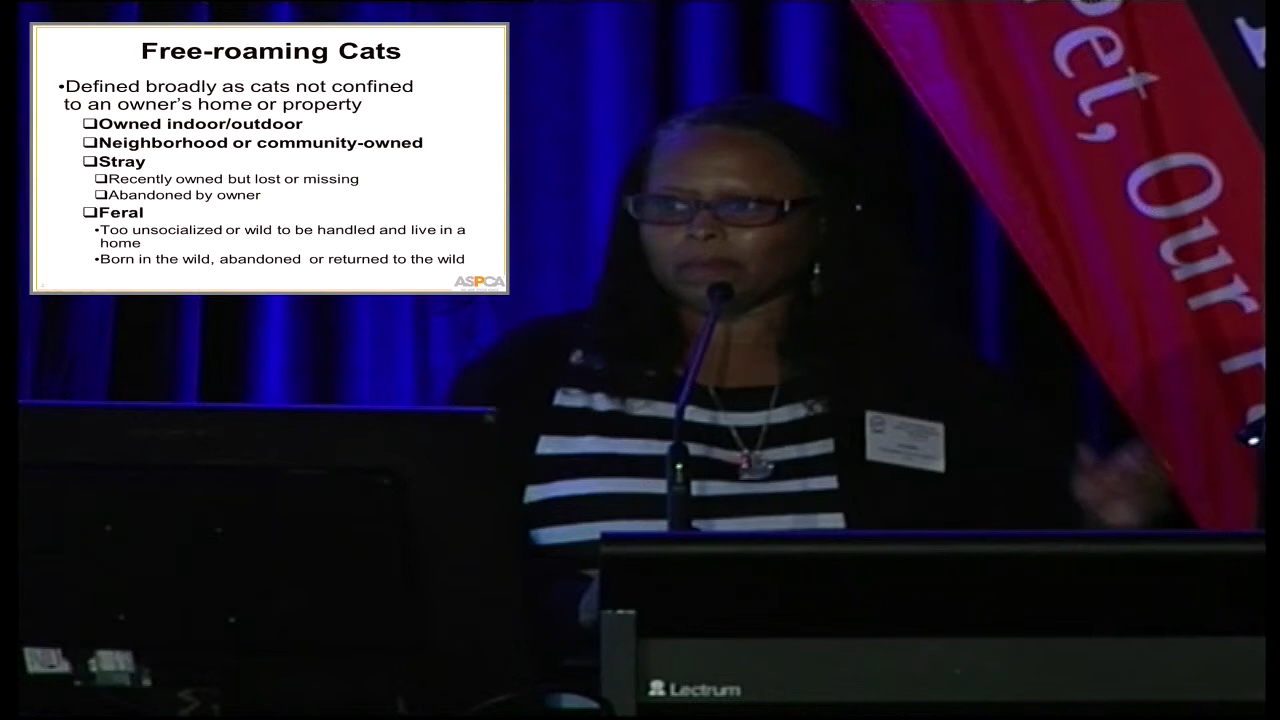 Free-roaming Cats
•Defined broadly as cats not confined
to an owner's home or property
❑Owned indoor/outdoor
❑Neighborhood or community-owned
❑Stray
❑Recently owned but lost or missing
❑Abandoned by owner
❑Feral
•Too unsocialized or wild to be handled and live in a
home
•Born in the wild, abandoned or returned to the wild
ASPCA
pet, Our
Lectrum